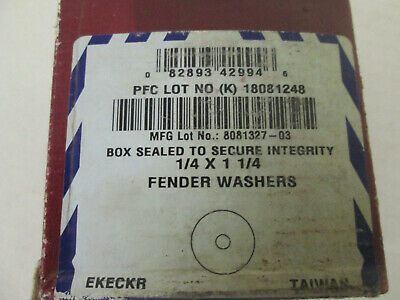 0 82893 42994 6
PFC LOT NO (K) 18081248
MFG Lot No.: 8081327-03
BOX SEALED TO SECURE INTEGRITY
1/4 X 1 1/4
FENDER WASHERS
EKECKR TAIWAN